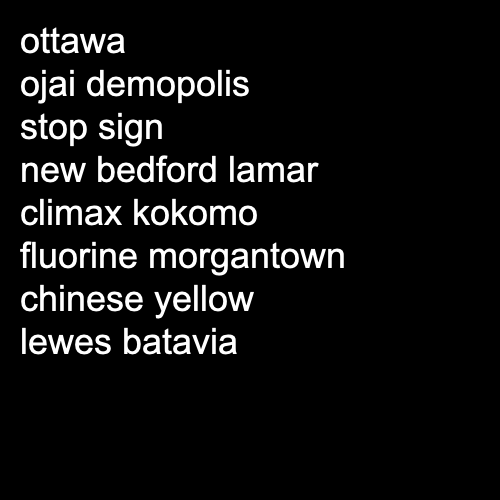 ottawa
ojai demopolis
stop sign
new bedford lamar
climax kokomo
fluorine morgantown
chinese yellow
lewes batavia